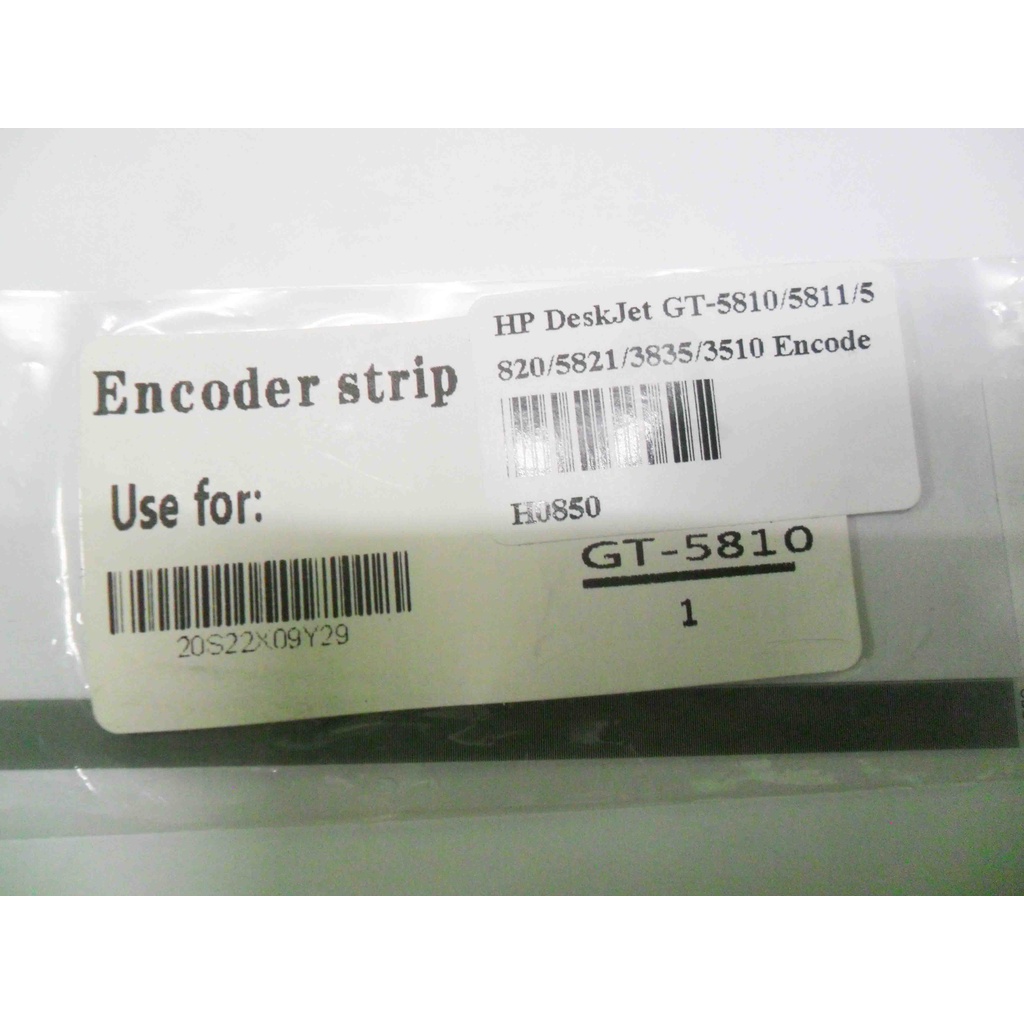 Encoder strip
Use for:
20S22X09Y29
GT-5810
1
HP DeskJet GT-5810/5811/5
820/5821/3835/3510 Encode
H0850